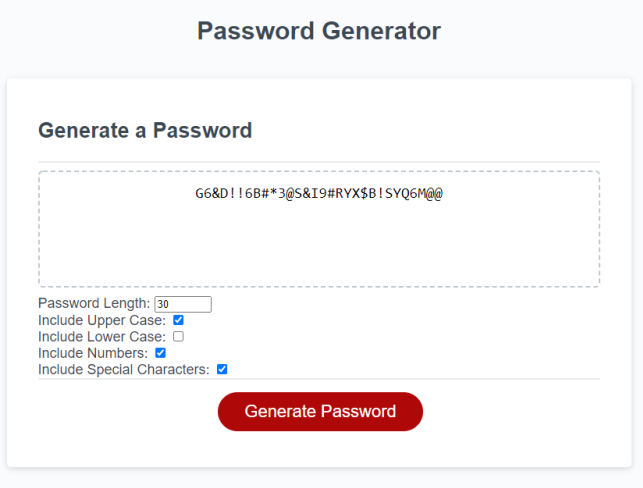 Password Generator
Generate a Password
G6&D!!6B#*3@S&I9#RYX$B!SYQ6M@@
Password Length: 30
Include Upper Case:
Include Lower Case:
Include Numbers:
Include Special Characters:
Generate Password